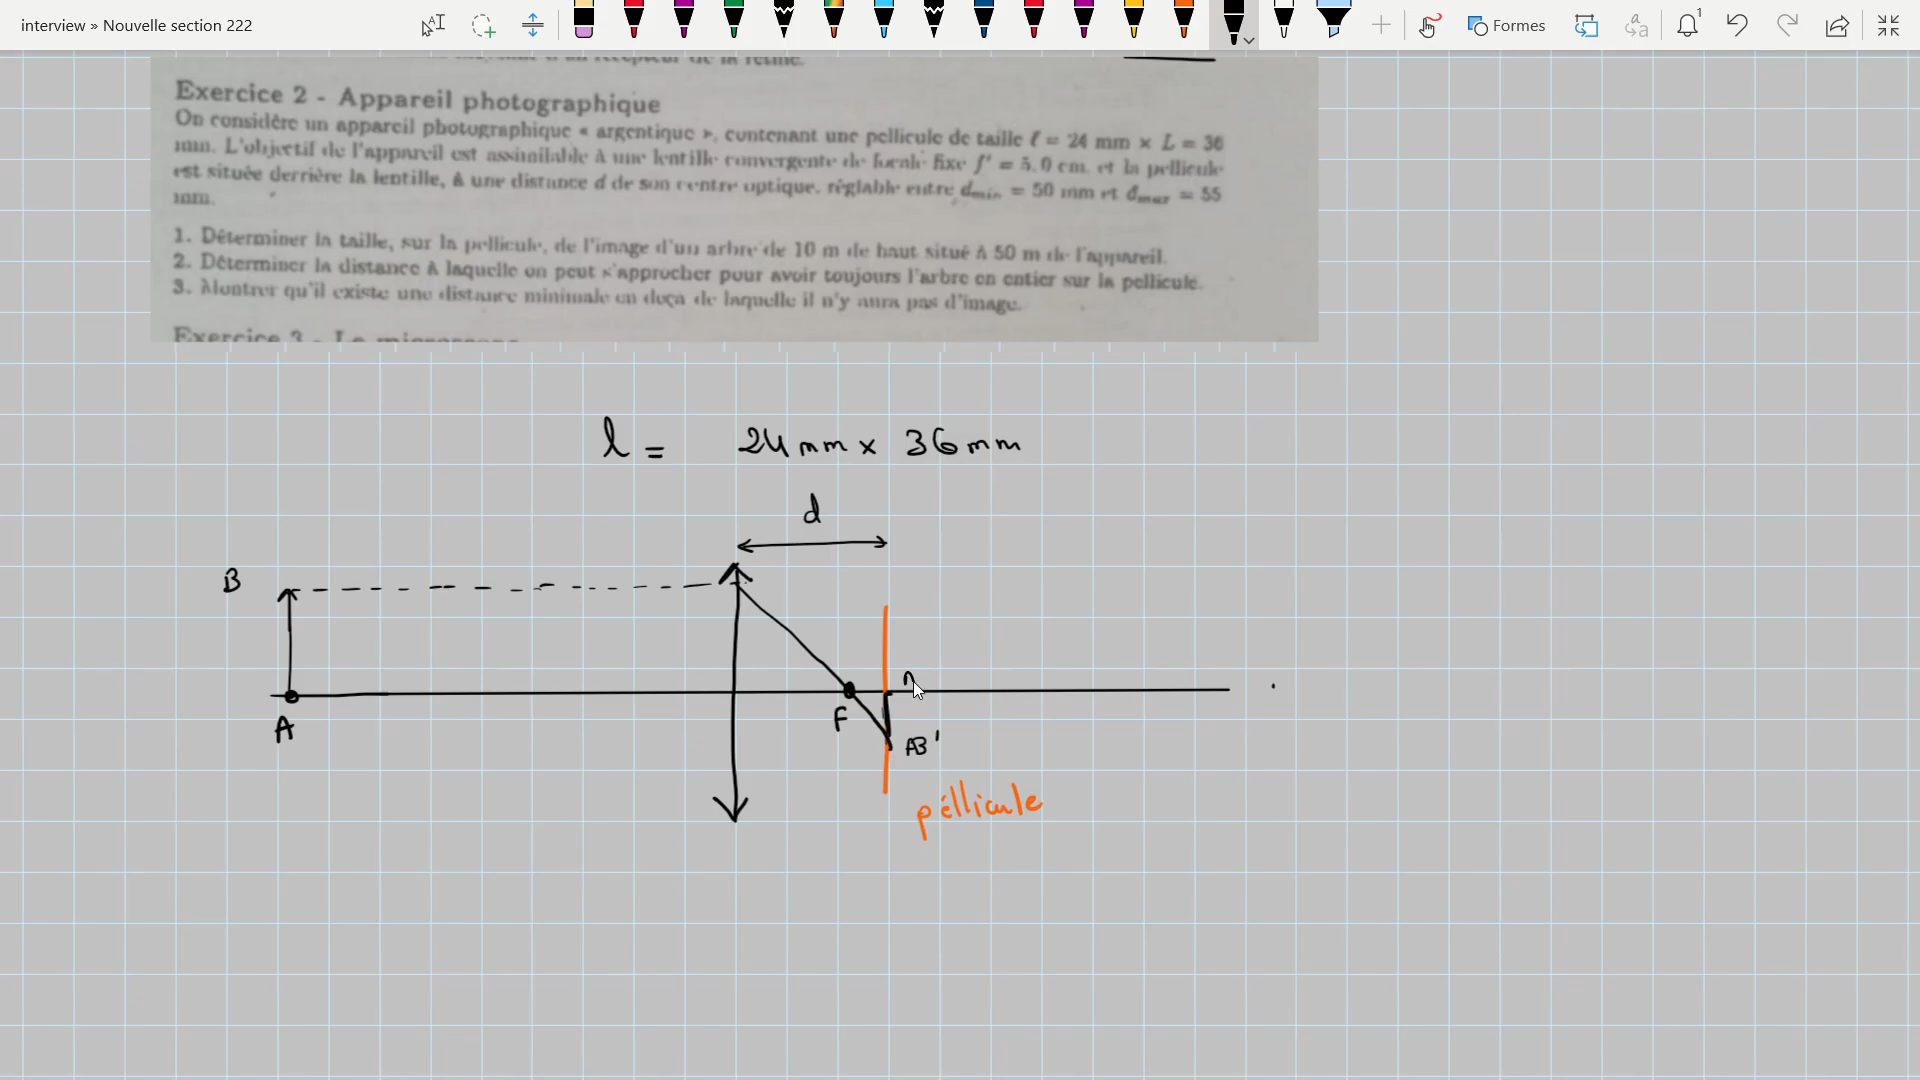 interview » Nouvelle section 222
Formes
1
Exercice 2 - Appareil photographique
On considère un appareil photographique « argentique », contenant une pellicule de taille ℓ = 24 mm × L = 36
mm. L'objectif de l'appareil est assimilable à une lentille convergente de focale fixe f' = 5,0 cm, et la pellicule
est située derrière la lentille, à une distance d de son centre optique, réglable entre dmin = 50 mm et dmax = 55
mm.
1. Déterminer la taille, sur la pellicule, de l'image d'un arbre de 10 m de haut situé à 50 m de l'appareil.
2. Déterminer la distance à laquelle on peut s'approcher pour avoir toujours l'arbre en entier sur la pellicule.
3. Montrer qu'il existe une distance minimale en deça de laquelle il n'y aura pas d'image.
l = 24 mm x 36 mm
d
B
A
F
B'
péllicule